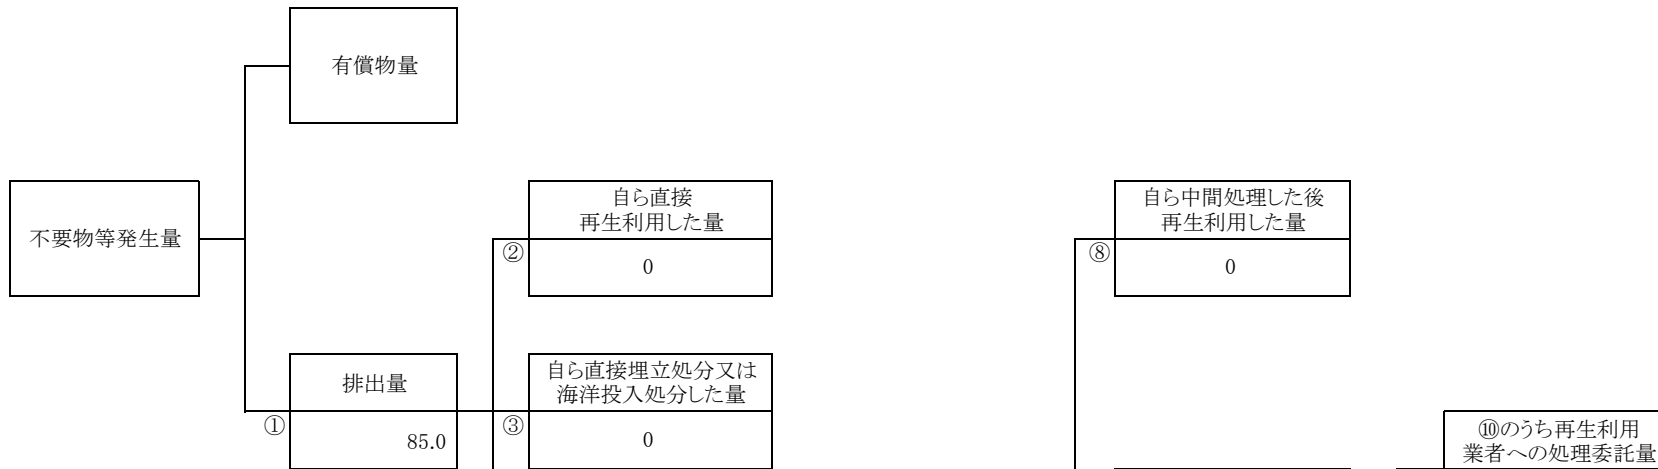 有償物量
不要物等発生量
自ら直接
再生利用した量
②
0
自ら中間処理した後
再生利用した量
⑧
0
排出量
①
85.0
自ら直接埋立処分又は
海洋投入処分した量
③
0
⑩のうち再生利用
業者への処理委託量